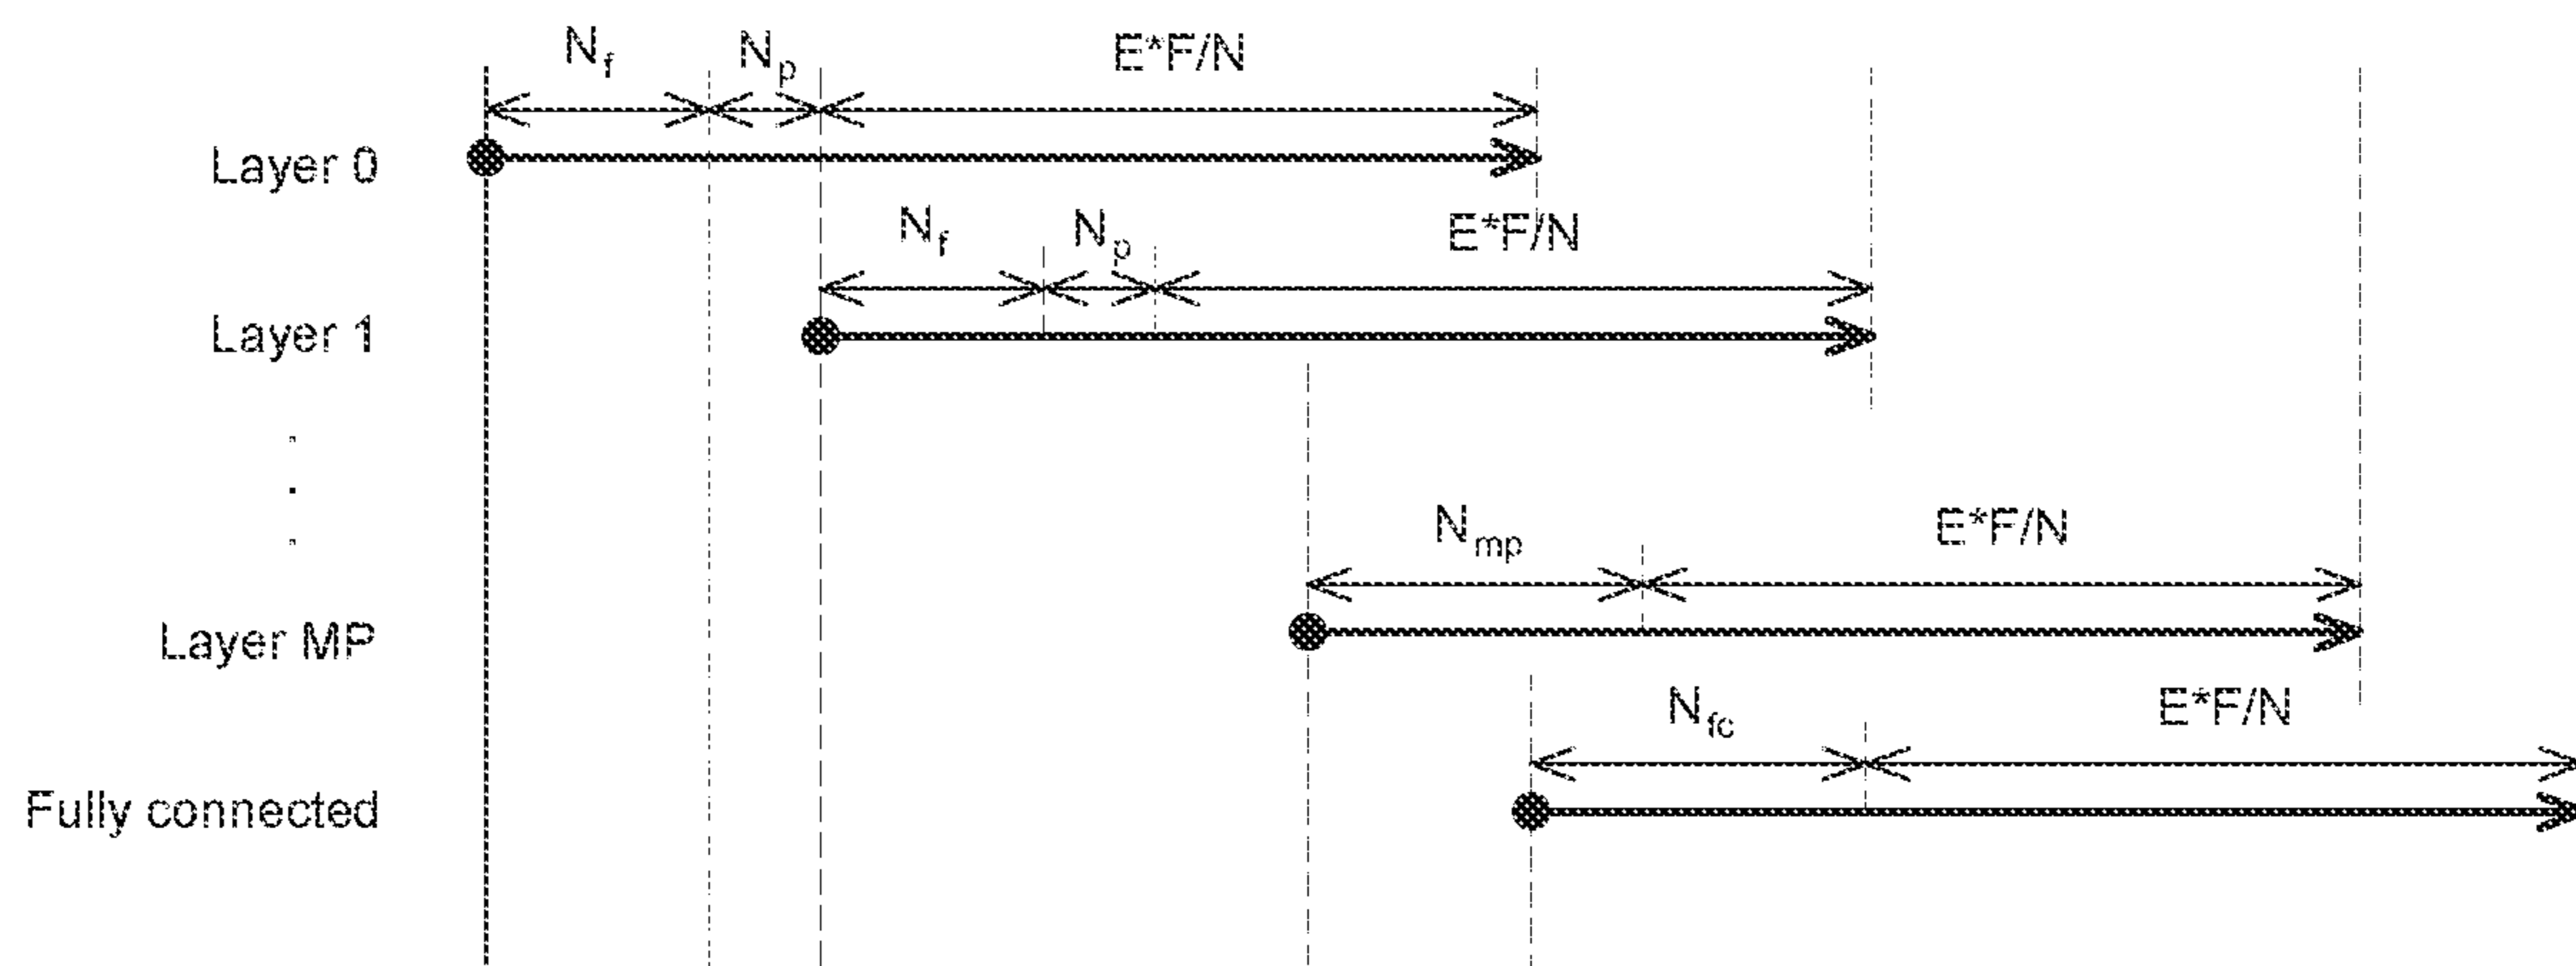 N_f N_p E*F/N
Layer 0
N_f N_p E*F/N
Layer 1
N_mp E*F/N
Layer MP
N_fc E*F/N
Fully connected